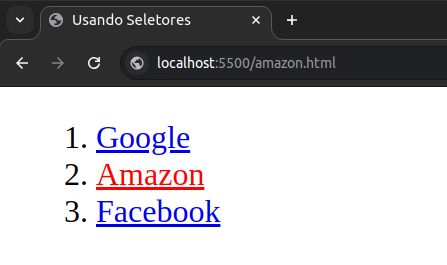 Usando Seletores
localhost:5500/amazon.html
1. Google
2. Amazon
3. Facebook